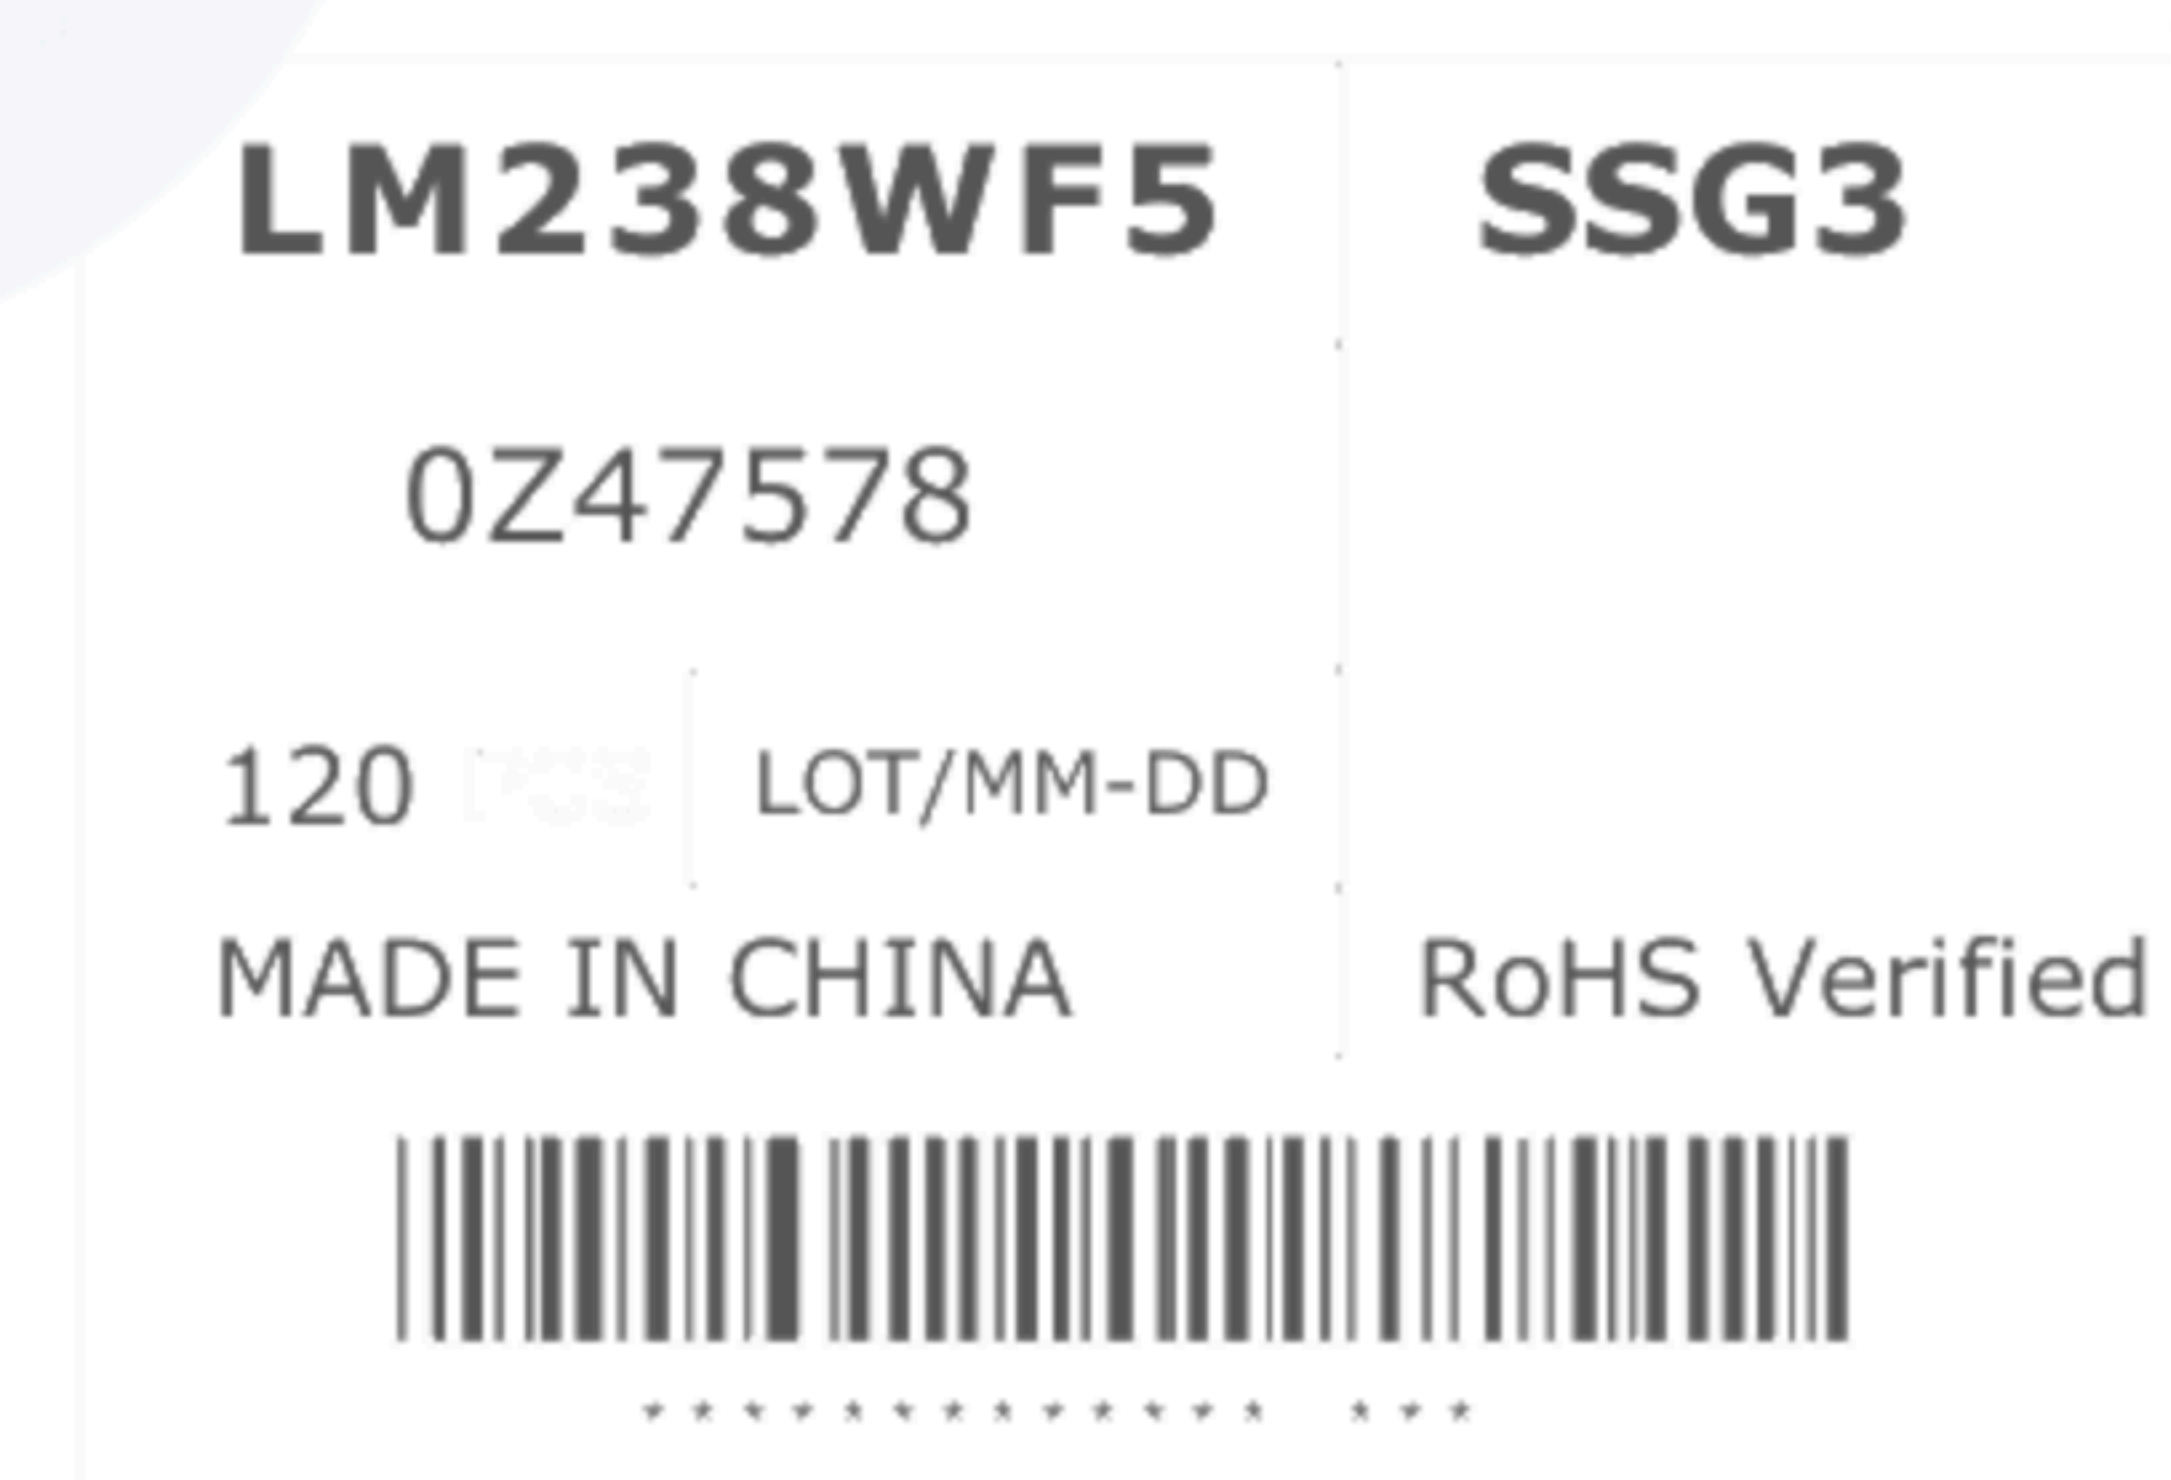 LM238WF5 SSG3
0Z47578
120 LOT/MM-DD
MADE IN CHINA RoHS Verified
************* ***